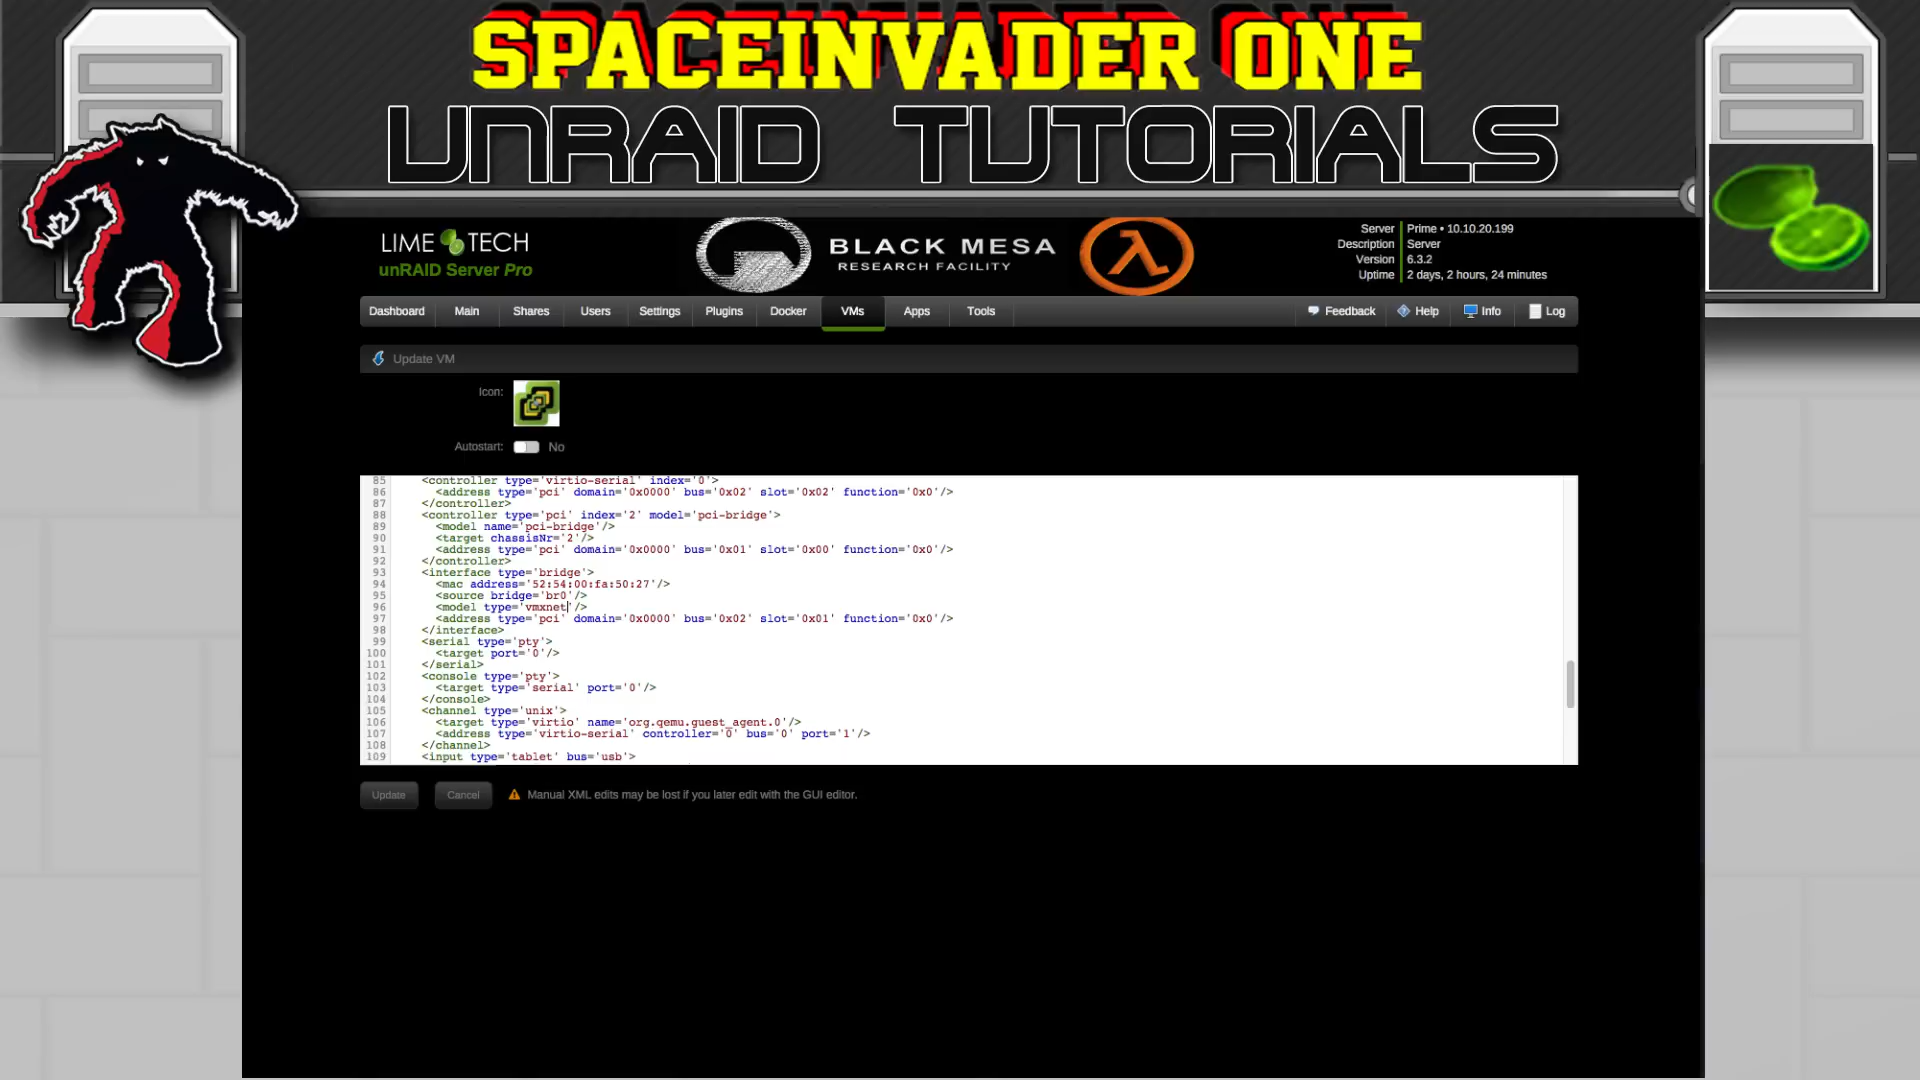 SPACEINVADER ONE
UNRAID TUTORIALS
LIME TECH
unRAID Server Pro
BLACK MESA
RESEARCH FACILITY
Server Prime • 10.10.20.199
Description Server
Version 6.3.2
Uptime 2 days, 2 hours, 24 minutes
Dashboard Main Shares Users Settings Plugins Docker VMs Apps Tools Feedback Help Info Log
Update VM
Icon:
Autostart: No
85 <controller type='virtio-serial' index='0'>
86 <address type='pci' domain='0x0000' bus='0x02' slot='0x02' function='0x0'/>
87 </controller>
88 <controller type='pci' index='2' model='pci-bridge'>
89 <model name='pci-bridge'/>
90 <target chassisNr='2'/>
91 <address type='pci' domain='0x0000' bus='0x01' slot='0x00' function='0x0'/>
92 </controller>
93 <interface type='bridge'>
94 <mac address='52:54:00:fa:50:27'/>
95 <source bridge='br0'/>
96 <model type='vmxnet'/>
97 <address type='pci' domain='0x0000' bus='0x02' slot='0x01' function='0x0'/>
98 </interface>
99 <serial type='pty'>
100 <target port='0'/>
101 </serial>
102 <console type='pty'>
103 <target type='serial' port='0'/>
104 </console>
105 <channel type='unix'>
106 <target type='virtio' name='org.qemu.guest_agent.0'/>
107 <address type='virtio-serial' controller='0' bus='0' port='1'/>
108 </channel>
109 <input type='tablet' bus='usb'>
Update Cancel Manual XML edits may be lost if you later edit with the GUI editor.